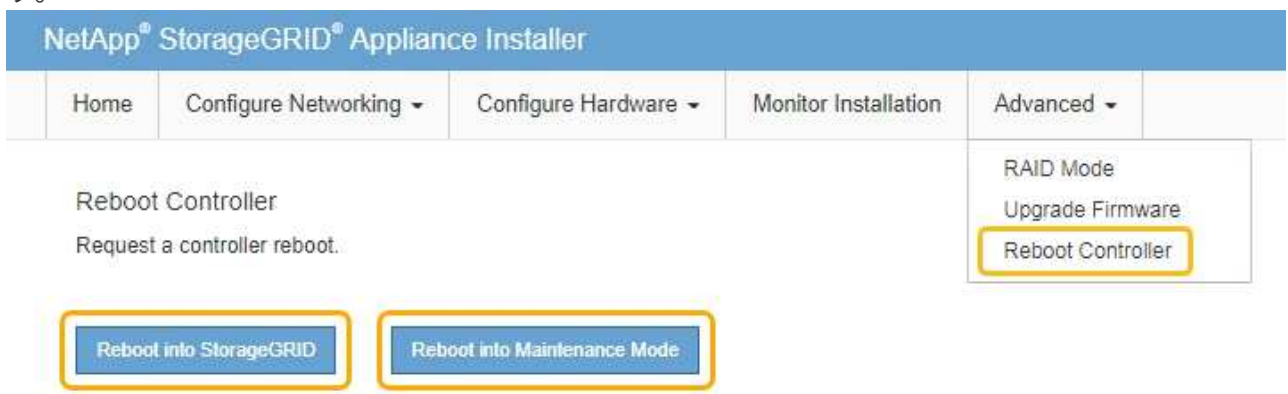 す。
NetApp® StorageGRID® Appliance Installer
Home Configure Networking Configure Hardware Monitor Installation Advanced
RAID Mode
Upgrade Firmware
Reboot Controller
Reboot Controller
Request a controller reboot.
Reboot into StorageGRID Reboot into Maintenance Mode